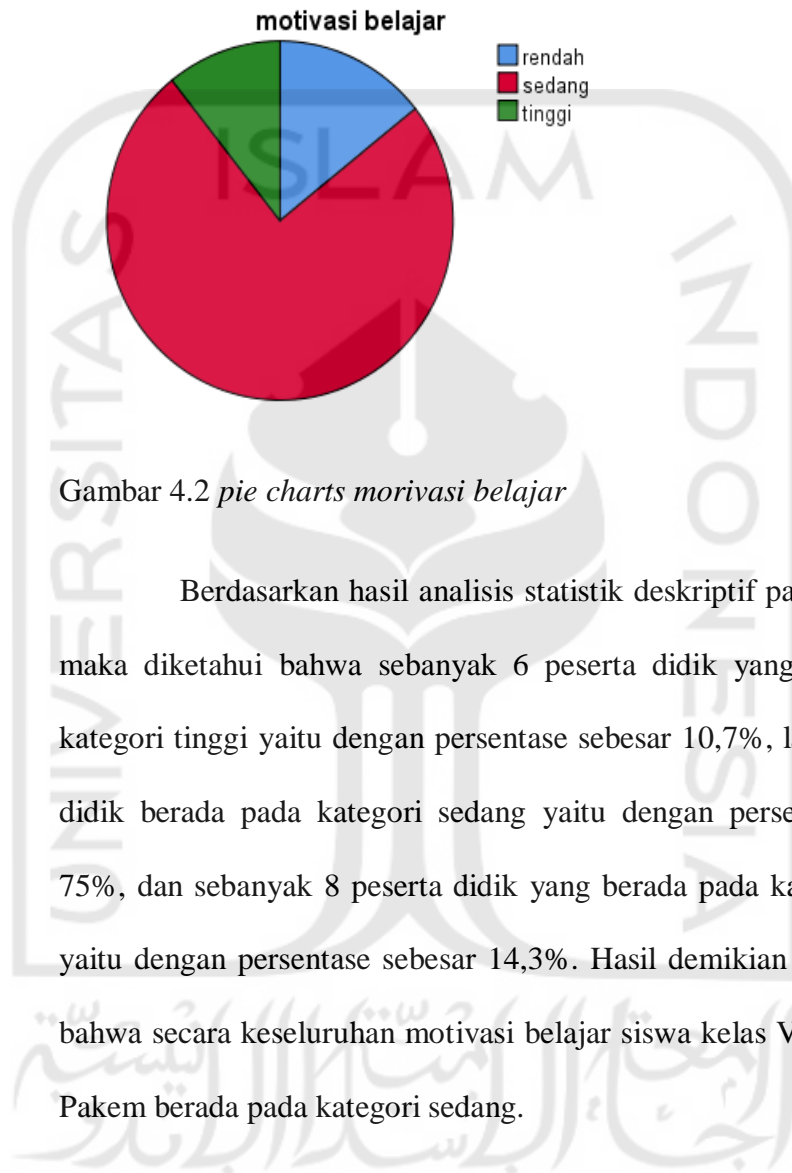 motivasi belajar
rendah
sedang
tinggi
ISLAM
UNIVERSITAS
INDONESIA
Gambar 4.2 pie charts morivasi belajar
Berdasarkan hasil analisis statistik deskriptif pa
maka diketahui bahwa sebanyak 6 peserta didik yang
kategori tinggi yaitu dengan persentase sebesar 10,7%, l
didik berada pada kategori sedang yaitu dengan perse
75%, dan sebanyak 8 peserta didik yang berada pada ka
yaitu dengan persentase sebesar 14,3%. Hasil demikian
bahwa secara keseluruhan motivasi belajar siswa kelas V
Pakem berada pada kategori sedang.